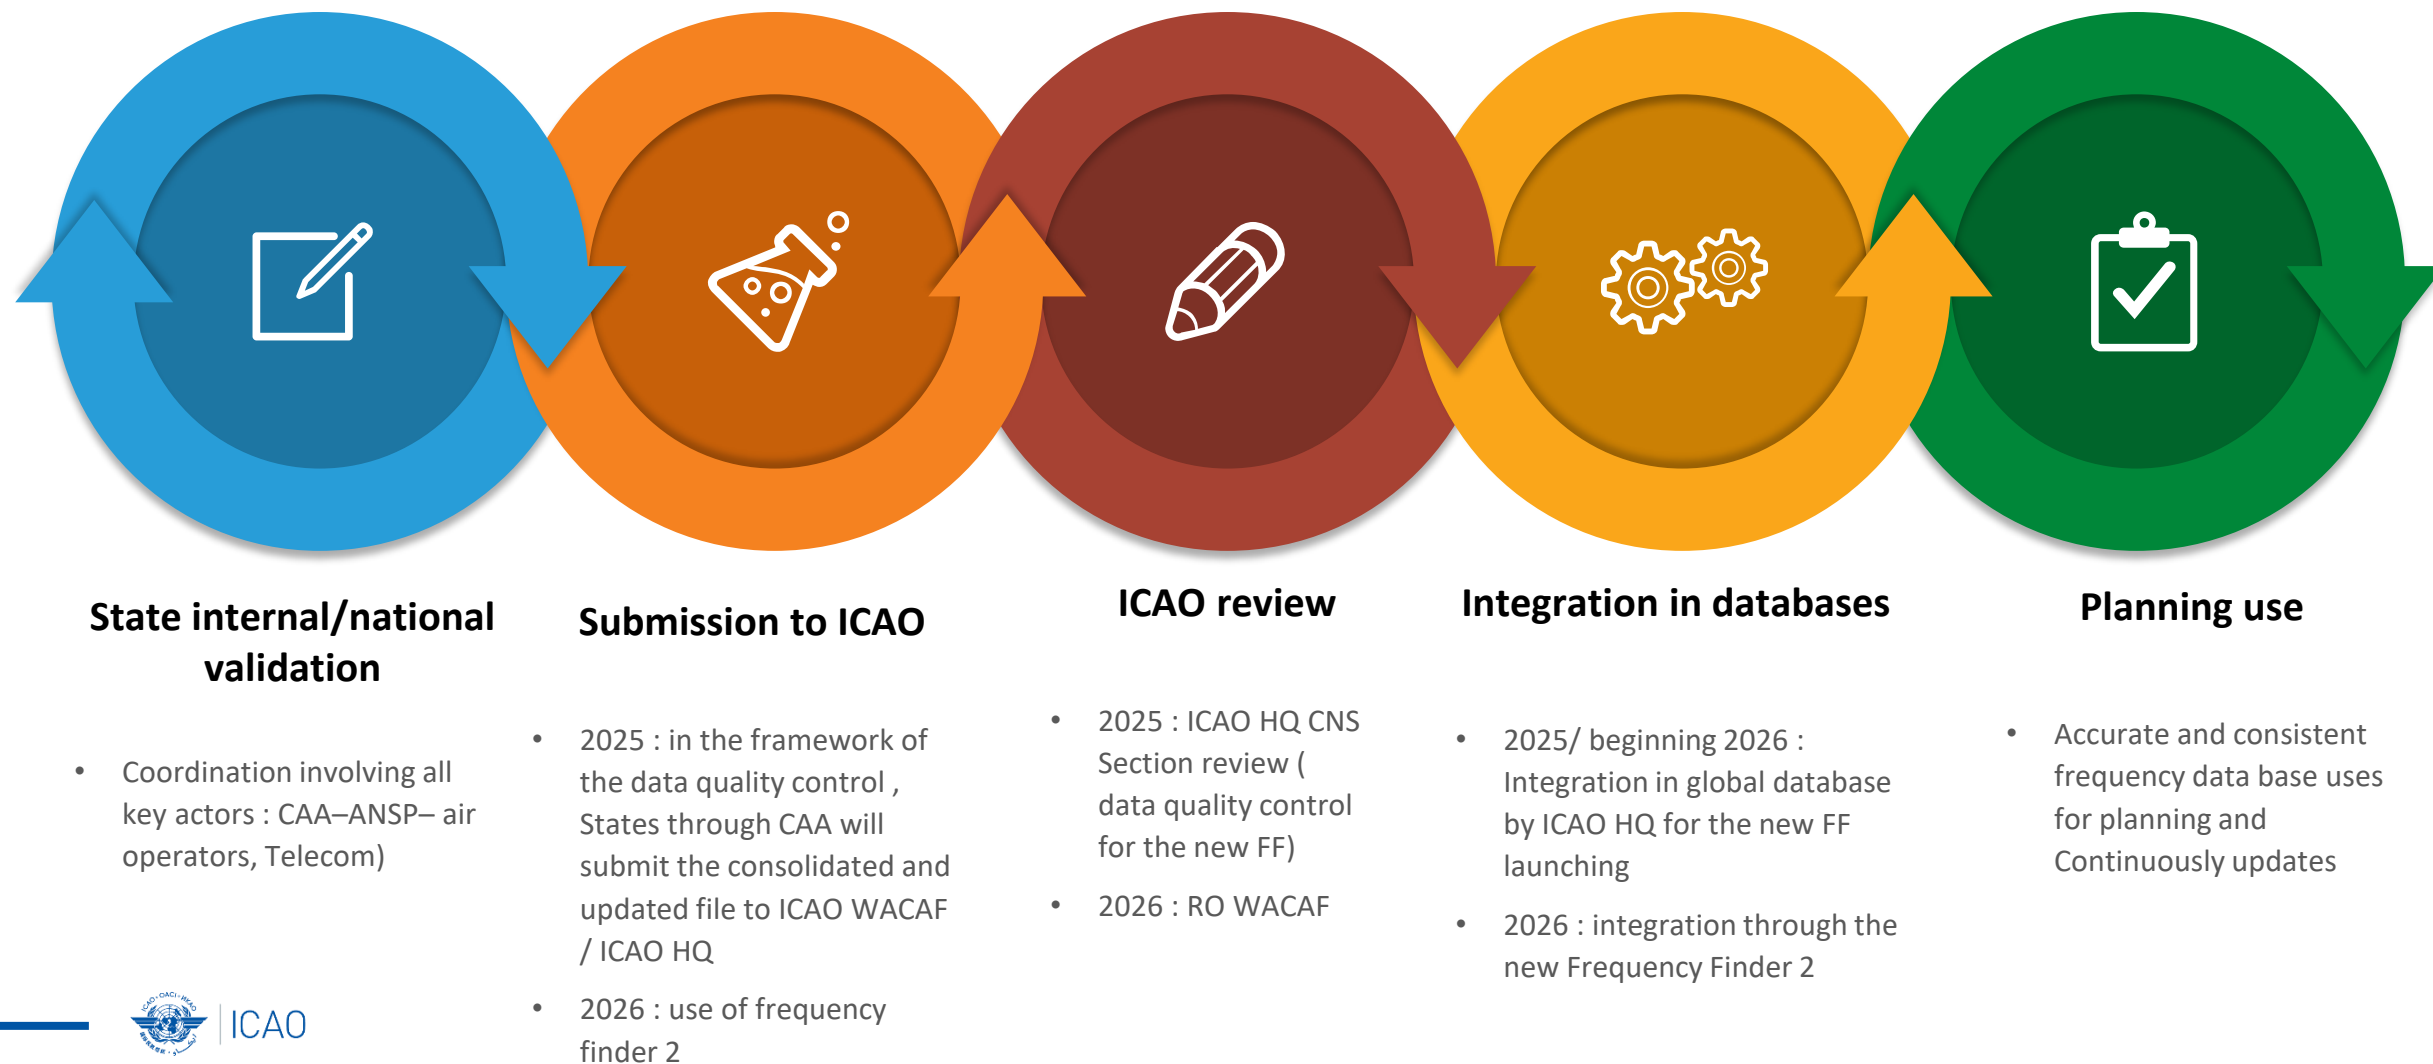 State internal/national
validation
• Coordination involving all
key actors : CAA–ANSP– air
operators, Telecom)
Submission to ICAO
• 2025 : in the framework of
the data quality control ,
States through CAA will
submit the consolidated and
updated file to ICAO WACAF
/ ICAO HQ
• 2026 : use of frequency
finder 2
ICAO review
• 2025 : ICAO HQ CNS
Section review (
data quality control
for the new FF)
• 2026 : RO WACAF
Integration in databases
• 2025/ beginning 2026 :
Integration in global database
by ICAO HQ for the new FF
launching
• 2026 : integration through the
new Frequency Finder 2
Planning use
• Accurate and consistent
frequency data base uses
for planning and
Continuously updates
ICAO